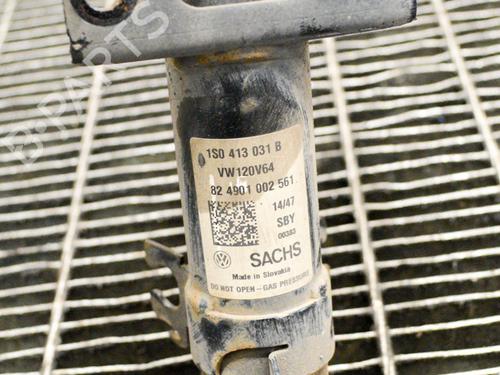 B-PARTS
1S0 413 031 B
VW120V64
82 4901 002 561
14/47
SBY
00383
SACHS
Made in Slovakia
DO NOT OPEN - GAS PRESSURE